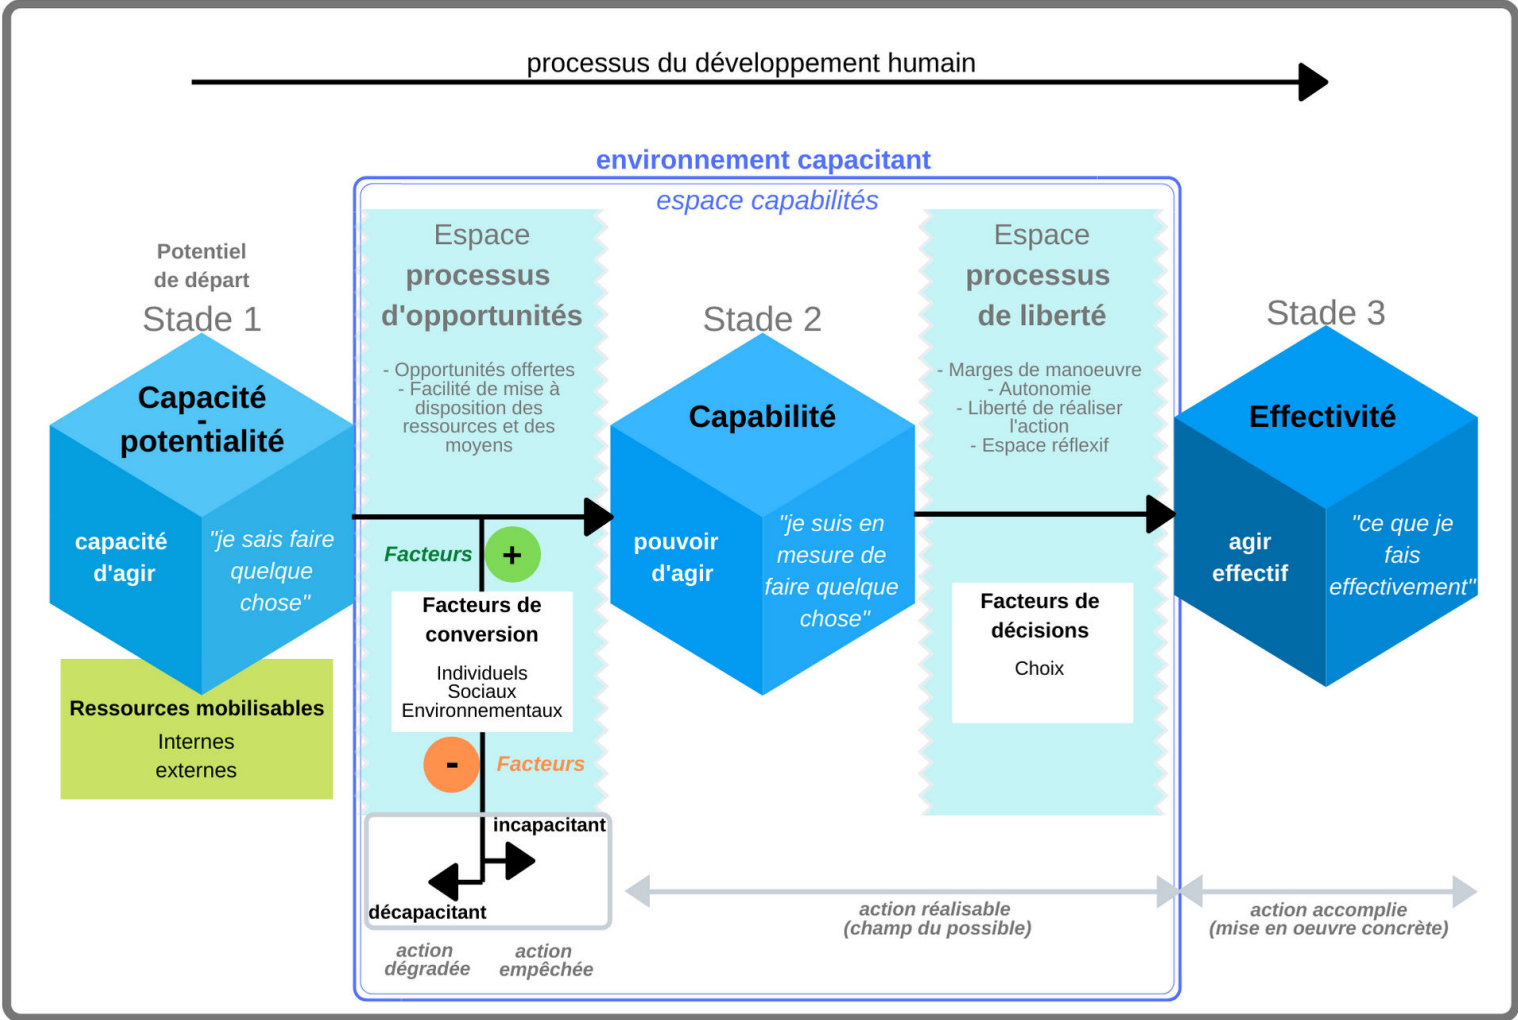 processus du développement humain
environnement capacitant
espace capabilités
Potentiel
de départ
Stade 1
Capacité
-
potentialité
capacité
d'agir
"je sais faire
quelque
chose"
Ressources mobilisables
Internes
externes
Espace
processus
d'opportunités
- Opportunités offertes
- Facilité de mise à
disposition des
ressources et des
moyens
Facteurs
+
Facteurs de
conversion
Individuels
Sociaux
Environnementaux
-
Facteurs
incapacitant
décapacitant
action
dégradée
action
empêchée
Stade 2
Capabilité
pouvoir
d'agir
"je suis en
mesure de
faire quelque
chose"
Espace
processus
de liberté
- Marges de manoeuvre
- Autonomie
- Liberté de réaliser
l'action
- Espace réflexif
Facteurs de
décisions
Choix
action réalisable
(champ du possible)
Stade 3
Effectivité
agir
effectif
"ce que je
fais
effectivement"
action accomplie
(mise en oeuvre concrète)